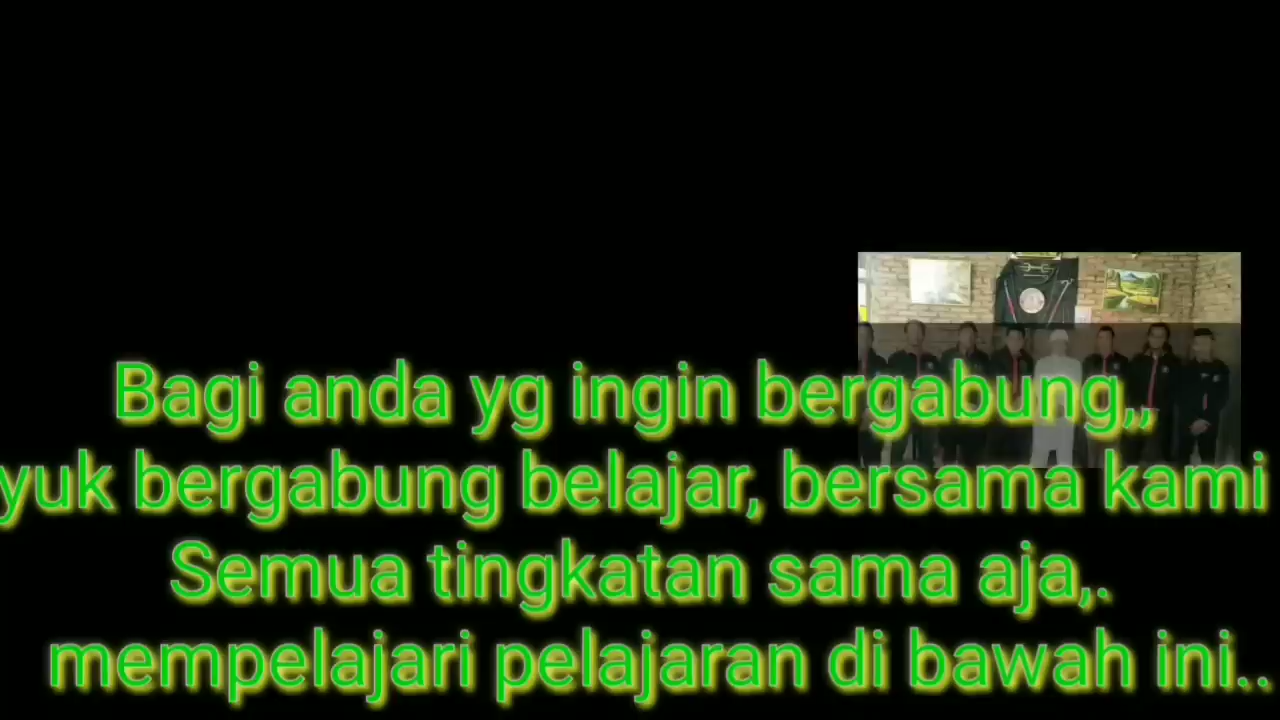 Bagi anda yg ingin bergabung,,
yuk bergabung belajar, bersama kami
Semua tingkatan sama aja,.
mempelajari pelajaran di bawah ini..